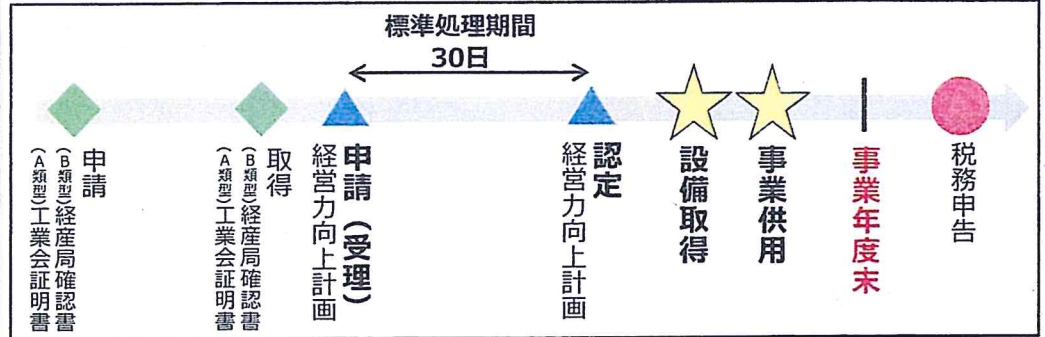 標準処理期間
30日
申請
(B類型)経産局確認書
(A類型)工業会証明書
取得
(B類型)経産局確認書
(A類型)工業会証明書
申請(受理)
経営力向上計画
認定
経営力向上計画
設備取得
事業供用
事業年度末
税務申告